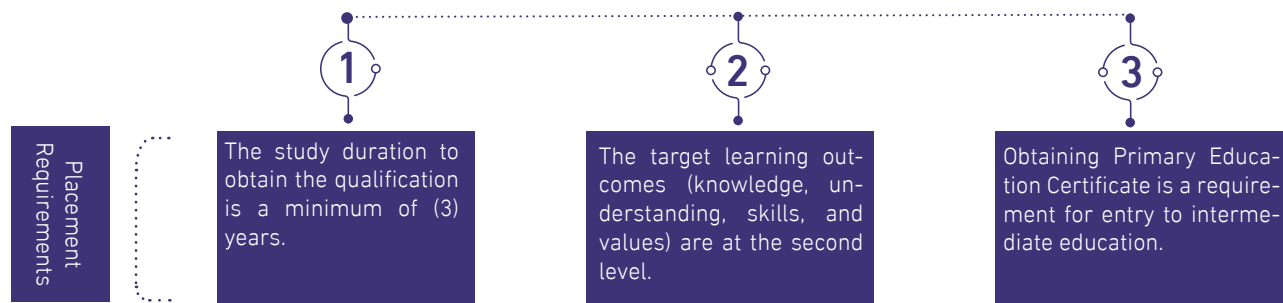 1
2
3
Placement
Requirements
The study duration to
obtain the qualification
is a minimum of (3)
years.
The target learning out-
comes (knowledge, un-
derstanding, skills, and
values) are at the second
level.
Obtaining Primary Educa-
tion Certificate is a require-
ment for entry to interme-
diate education.